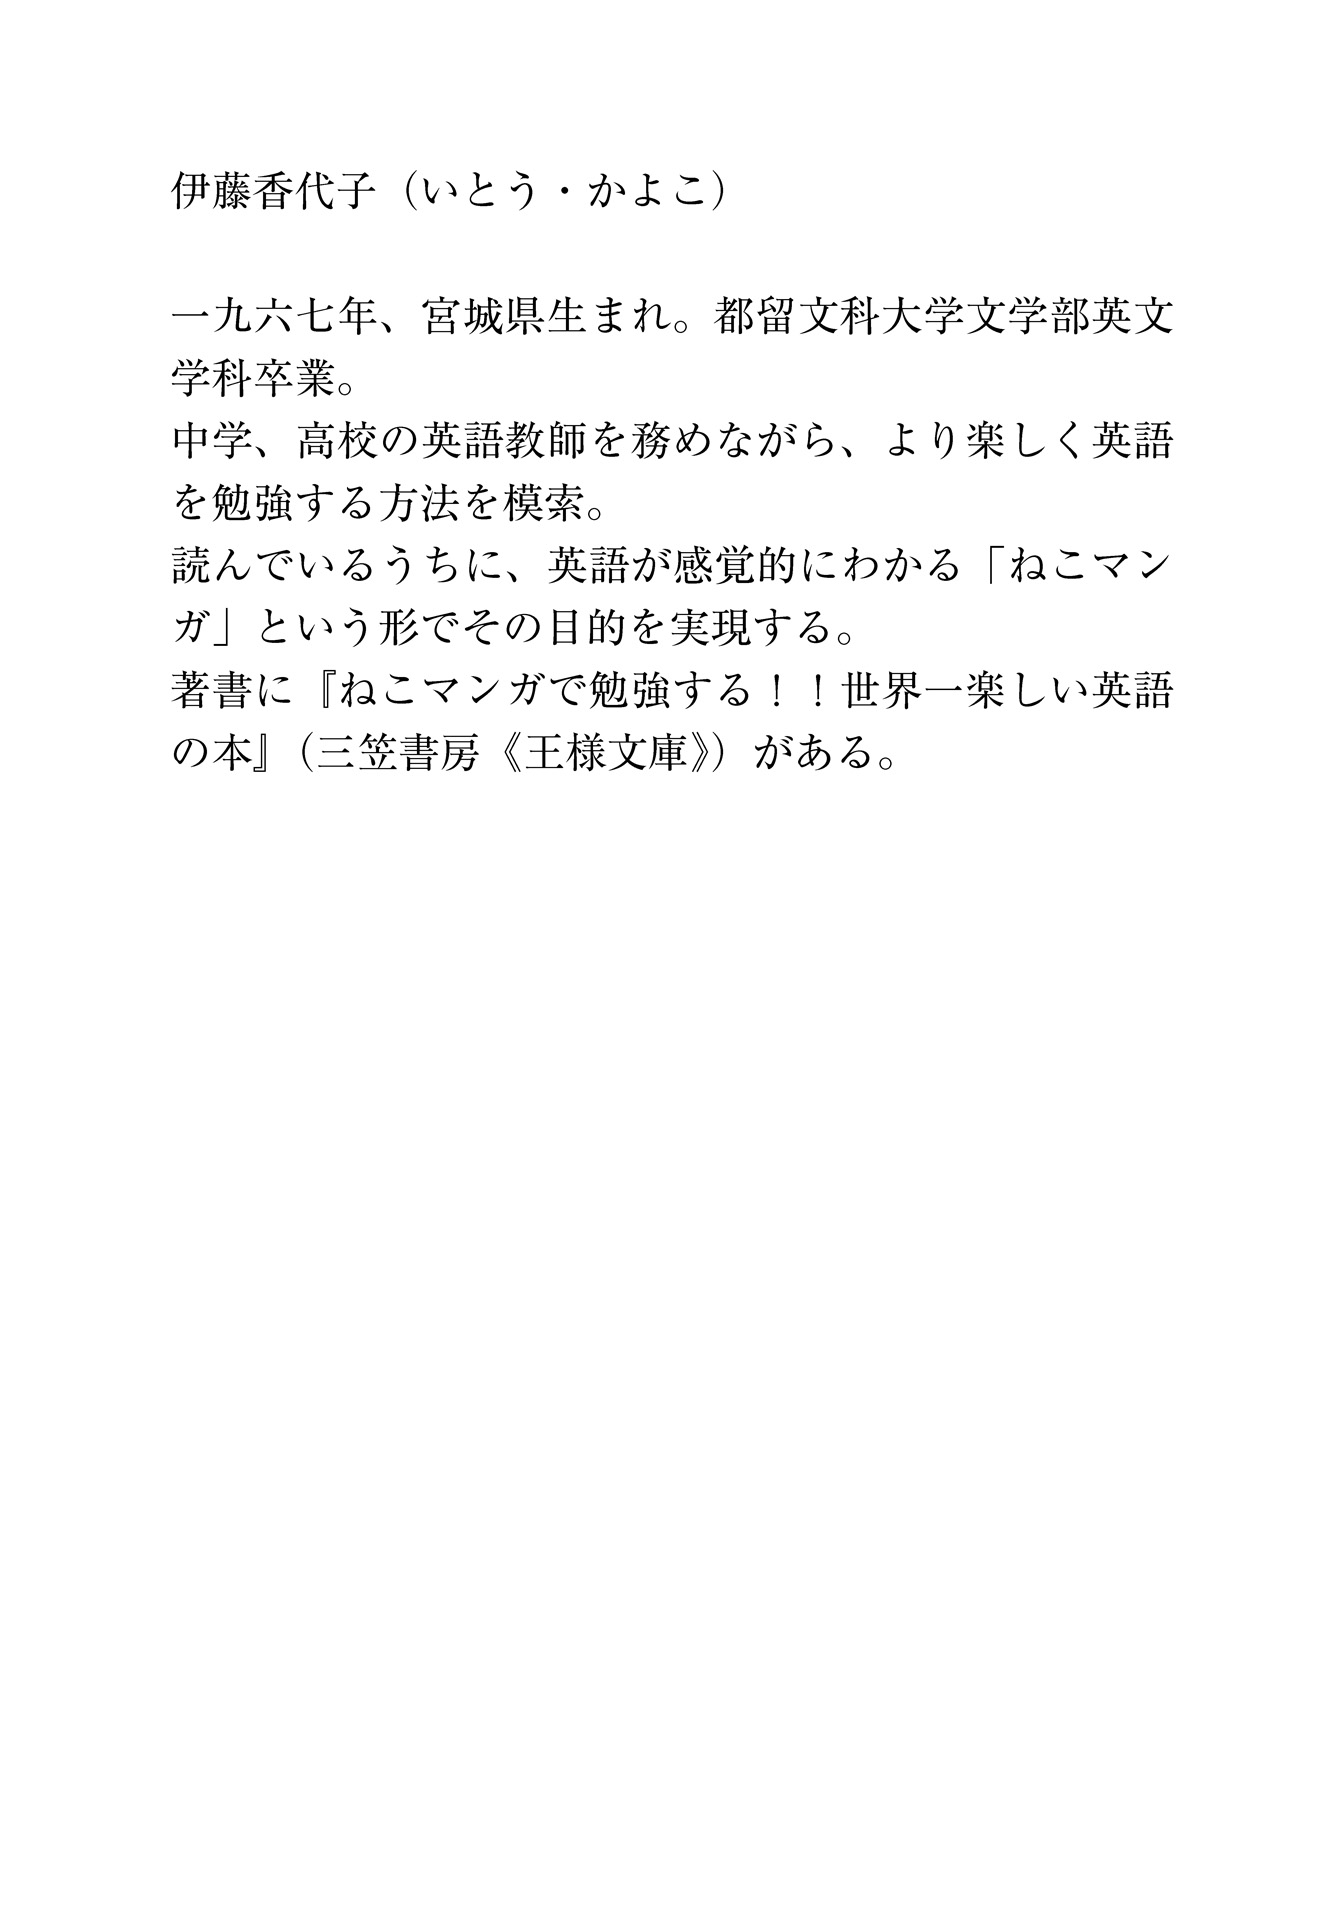 伊藤香代子（いとう・かよこ）
一九六七年、宮城県生まれ。都留文科大学文学部英文
学科卒業。
中学、高校の英語教師を務めながら、より楽しく英語
を勉強する方法を模索。
読んでいるうちに、英語が感覚的にわかる「ねこマン
ガ」という形でその目的を実現する。
著書に『ねこマンガで勉強する！！世界一楽しい英語
の本』（三笠書房《王様文庫》）がある。